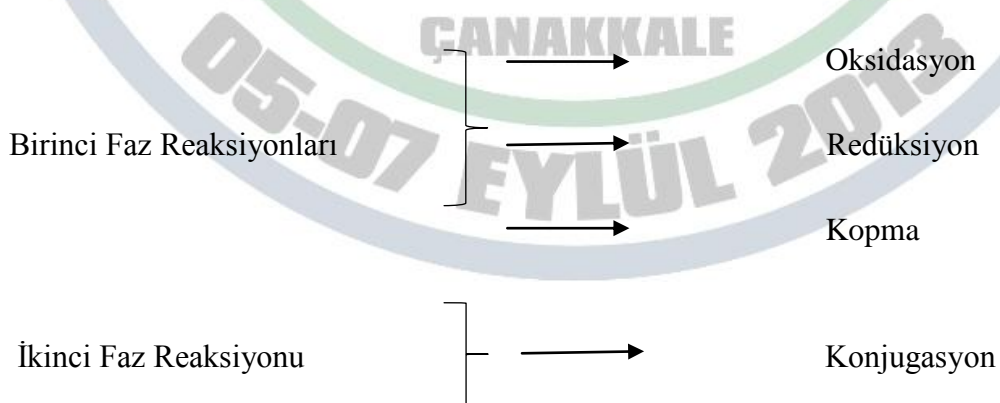 ÇANAKKALE
05-07 EYLÜL 2013
Oksidasyon
Birinci Faz Reaksiyonları
Redüksiyon
Kopma
İkinci Faz Reaksiyonu
Konjugasyon